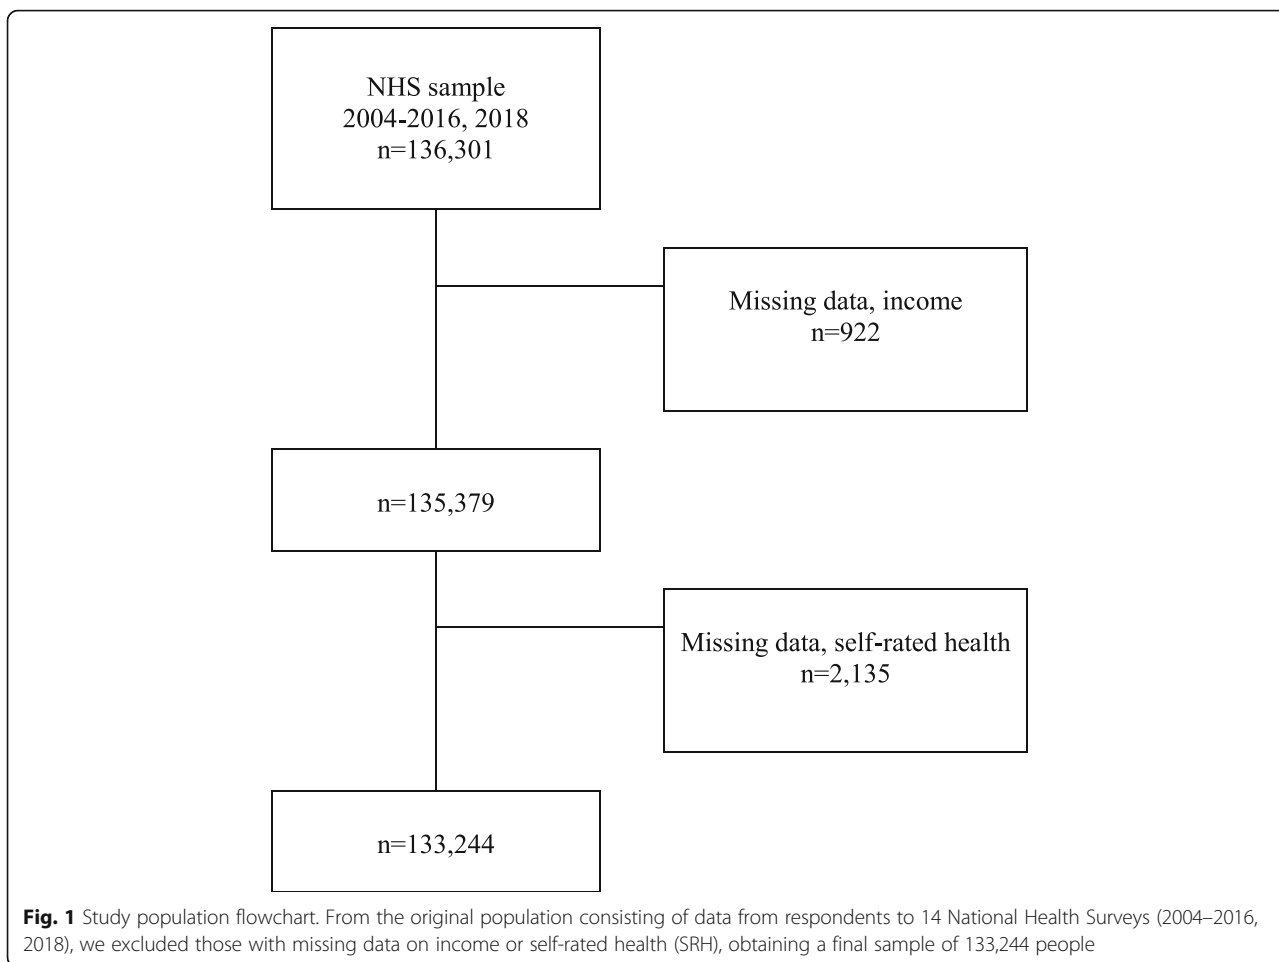 NHS sample
2004-2016, 2018
n=136,301
Missing data, income
n=922
n=135,379
Missing data, self-rated health
n=2,135
n=133,244
Fig. 1 Study population flowchart. From the original population consisting of data from respondents to 14 National Health Surveys (2004–2016,
2018), we excluded those with missing data on income or self-rated health (SRH), obtaining a final sample of 133,244 people